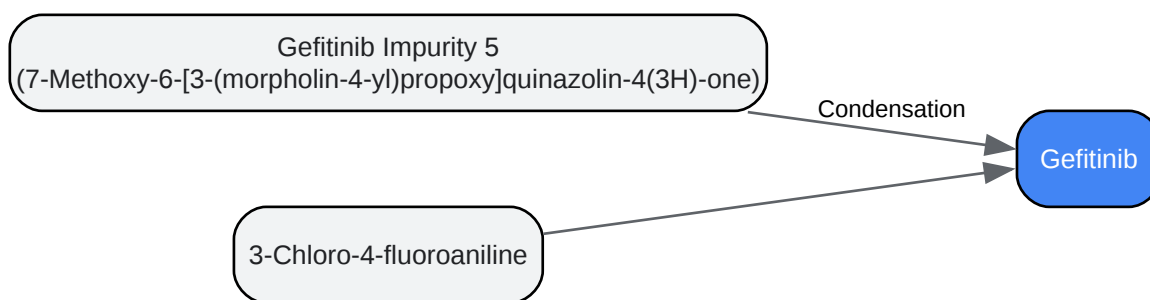 Gefitinib Impurity 5
(7-Methoxy-6-[3-(morpholin-4-yl)propoxy]quinazolin-4(3H)-one)
Condensation
Gefitinib
3-Chloro-4-fluoroaniline